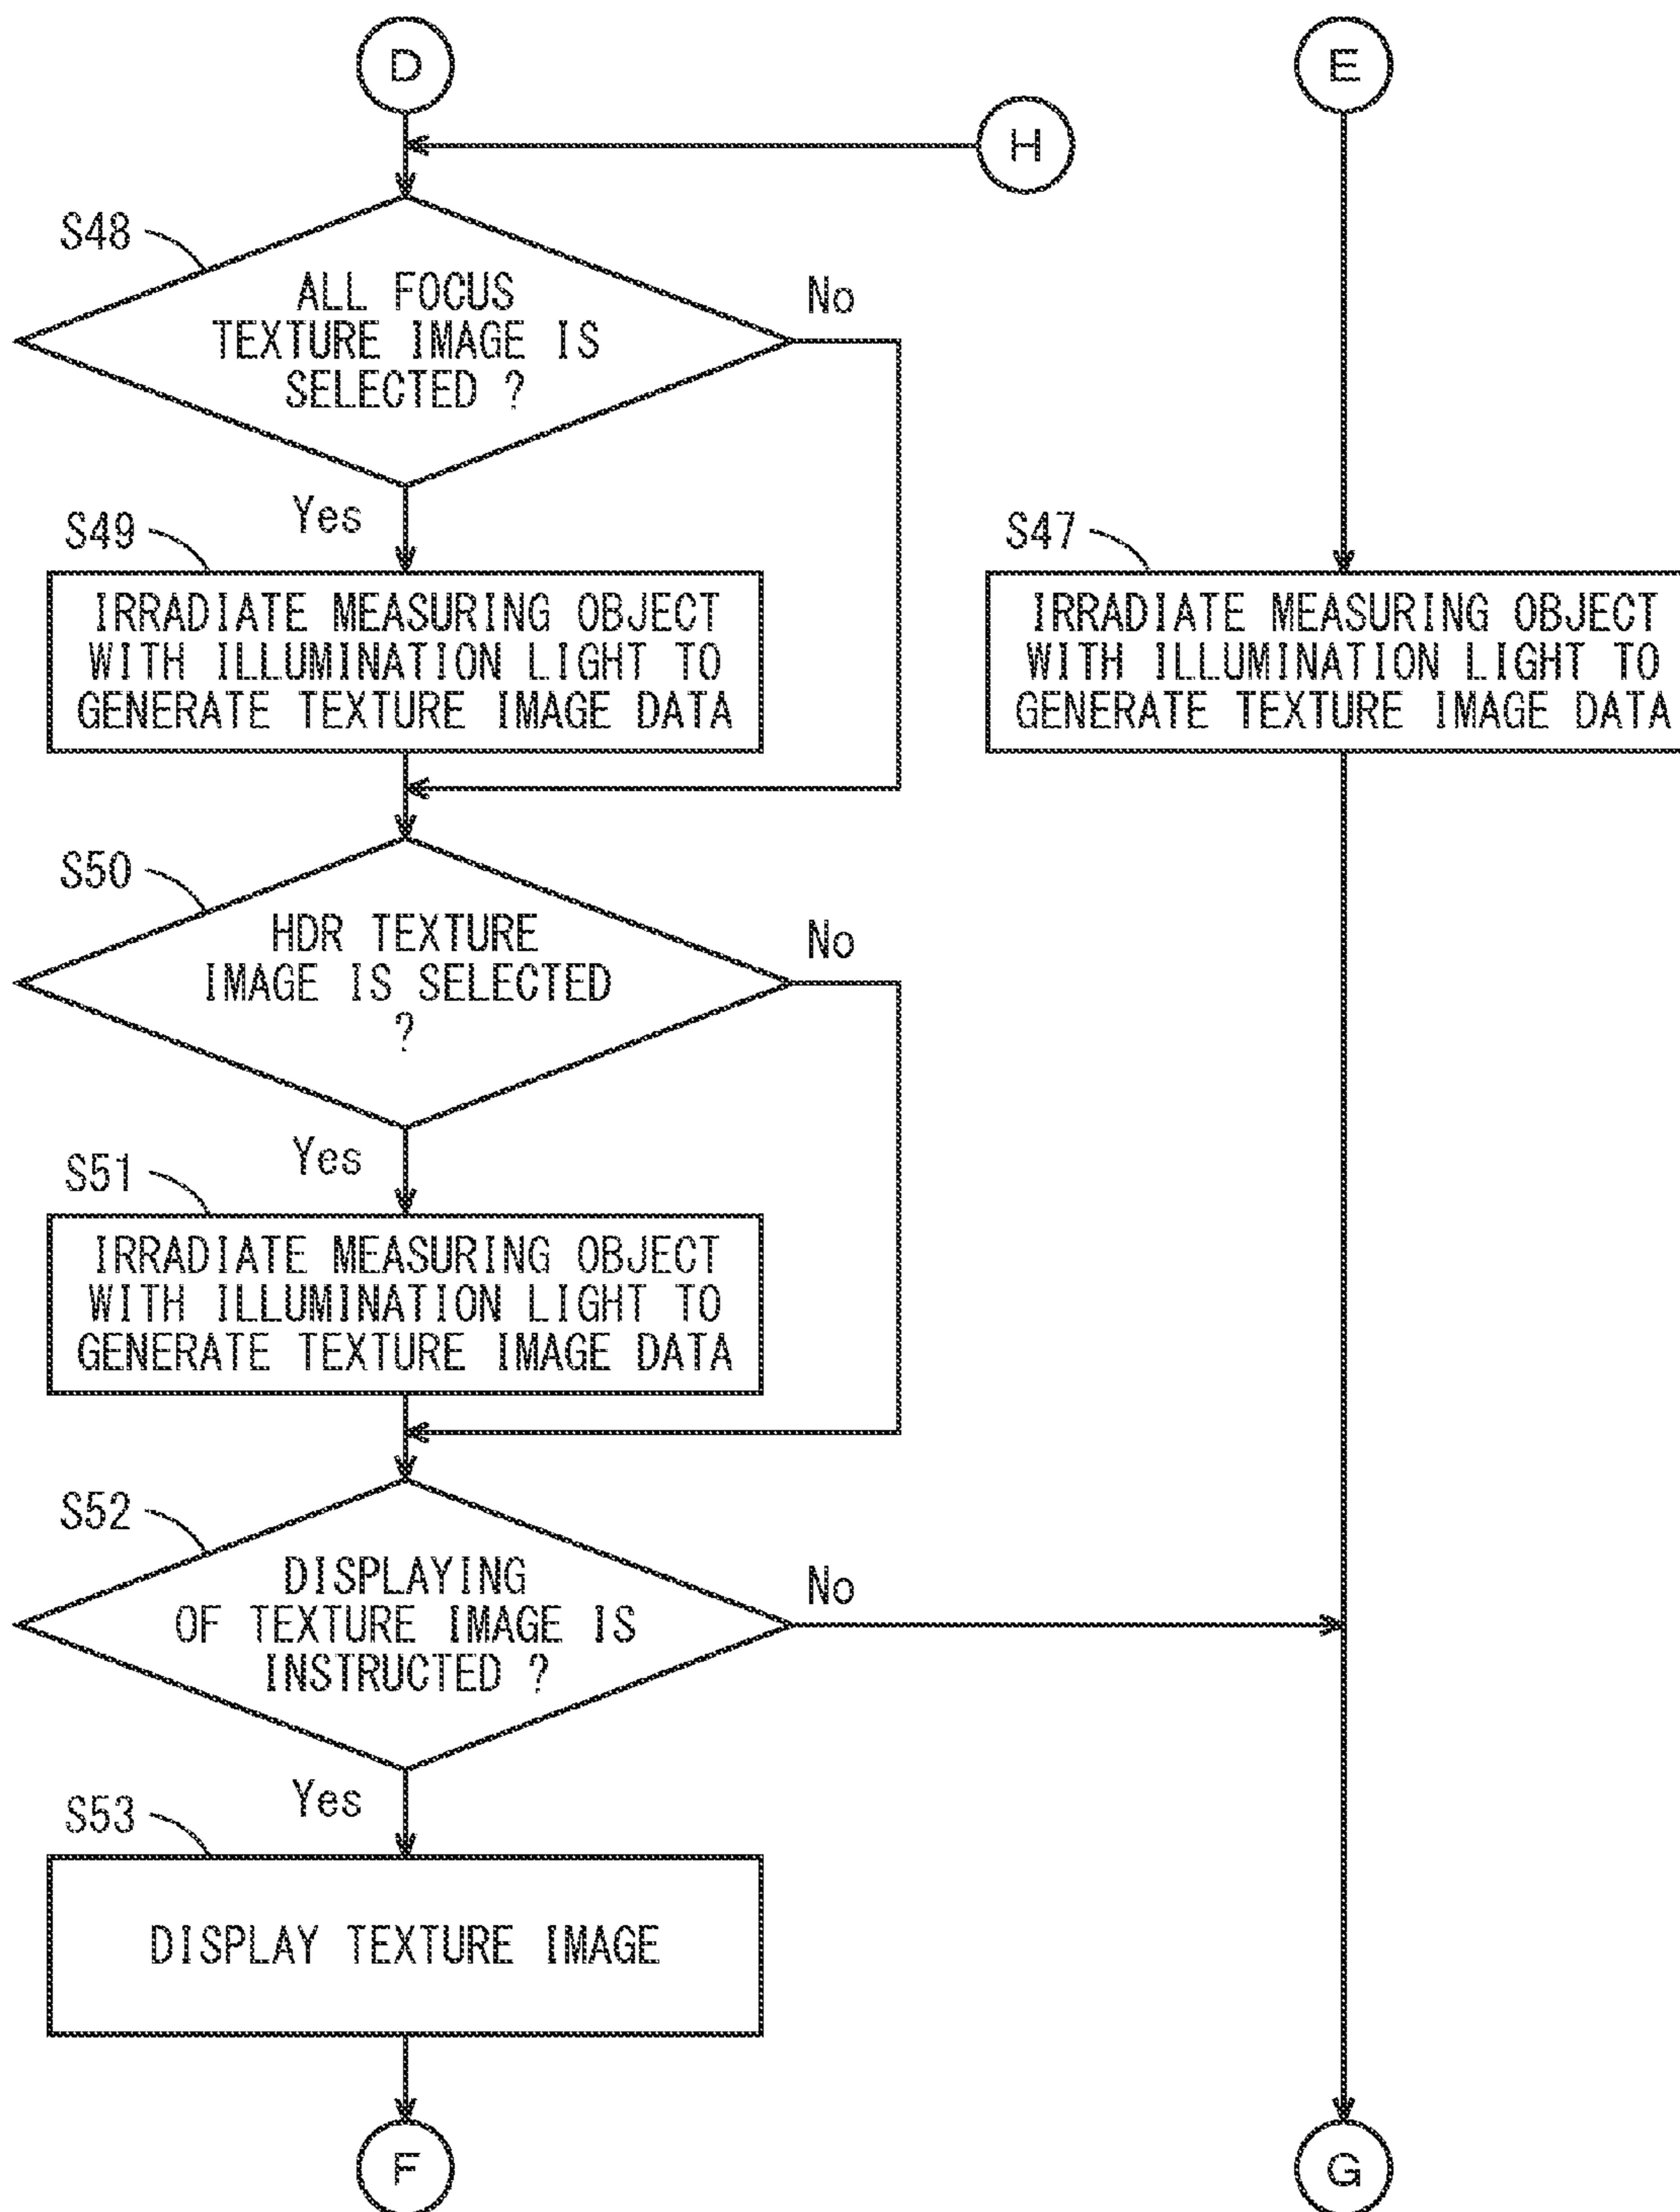 D
E
H
S48
ALL FOCUS
TEXTURE IMAGE IS
SELECTED ?
No
Yes
S49
IRRADIATE MEASURING OBJECT
WITH ILLUMINATION LIGHT TO
GENERATE TEXTURE IMAGE DATA
S47
IRRADIATE MEASURING OBJECT
WITH ILLUMINATION LIGHT TO
GENERATE TEXTURE IMAGE DATA
S50
HDR TEXTURE
IMAGE IS SELECTED
?
No
Yes
S51
IRRADIATE MEASURING OBJECT
WITH ILLUMINATION LIGHT TO
GENERATE TEXTURE IMAGE DATA
S52
DISPLAYING
OF TEXTURE IMAGE IS
INSTRUCTED ?
No
Yes
S53
DISPLAY TEXTURE IMAGE
F
G